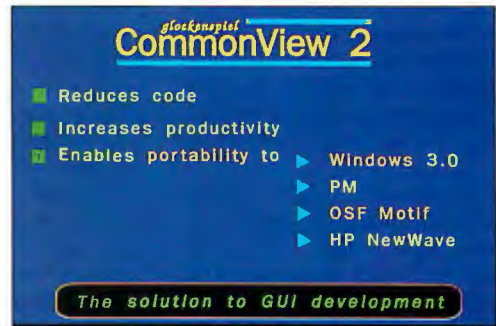 glockenspiel
CommonView 2
Reduces code
Increases productivity
Enables portability to
Windows 3.0
PM
OSF Motif
HP NewWave
The solution to GUI development